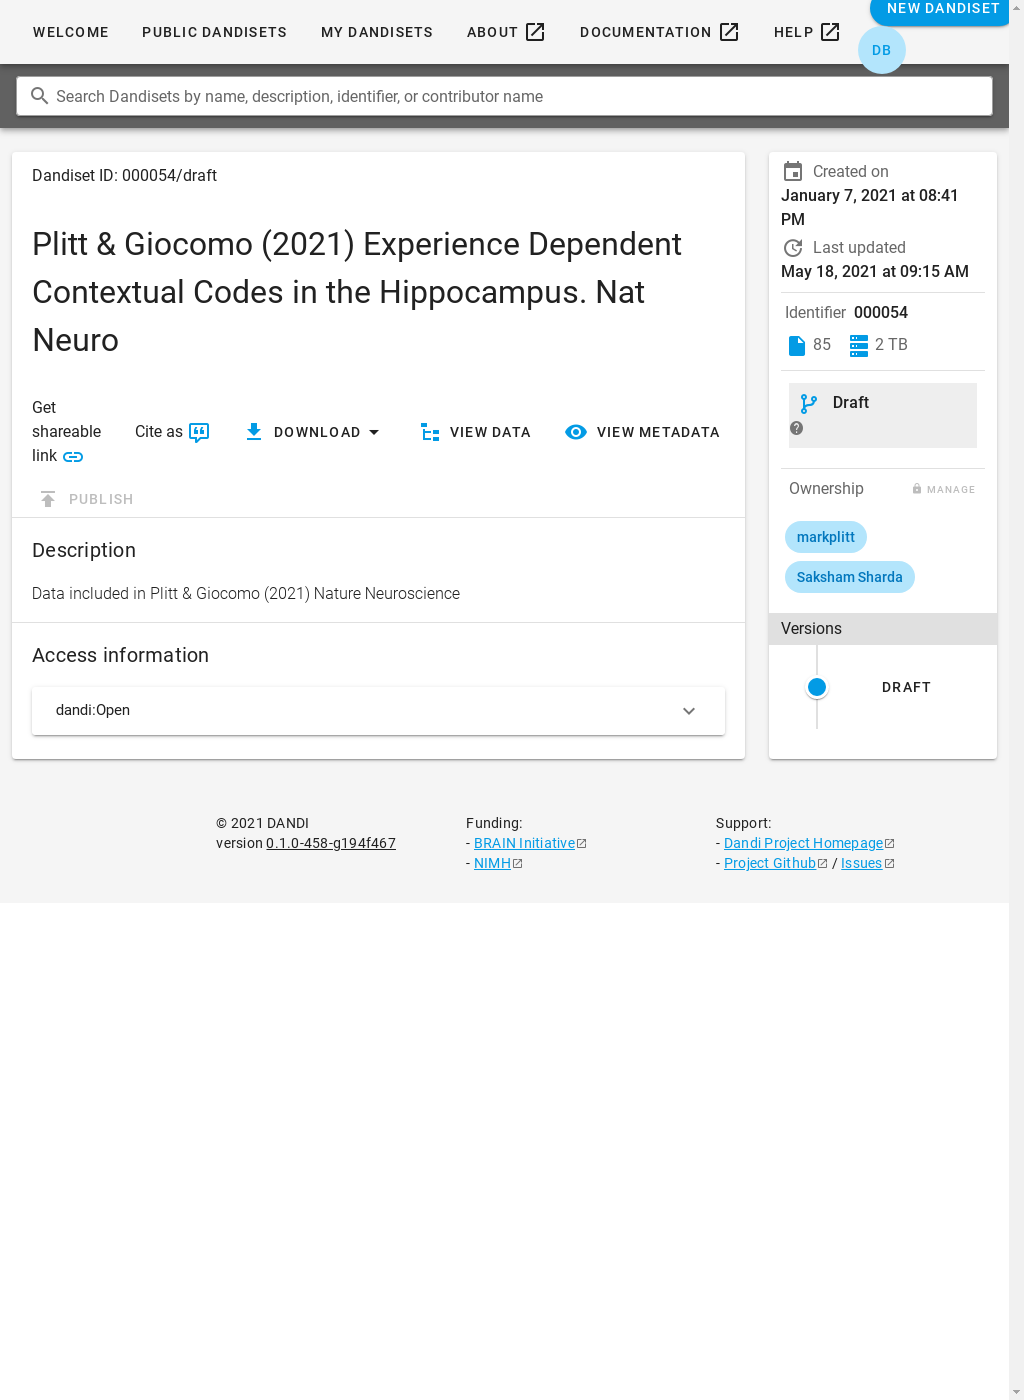 WELCOME
PUBLIC DANDISETS
MY DANDISETS
ABOUT
DOCUMENTATION
HELP
NEW DANDISET
DB
Search Dandisets by name, description, identifier, or contributor name
Dandiset ID: 000054/draft
Plitt & Giocomo (2021) Experience Dependent
Contextual Codes in the Hippocampus. Nat
Neuro
Get
shareable
link
Cite as
DOWNLOAD
VIEW DATA
VIEW METADATA
PUBLISH
Description
Data included in Plitt & Giocomo (2021) Nature Neuroscience
Access information
dandi:Open
Created on
January 7, 2021 at 08:41
PM
Last updated
May 18, 2021 at 09:15 AM
Identifier 000054
85 2 TB
Draft
Ownership
MANAGE
markplitt
Saksham Sharda
Versions
DRAFT
© 2021 DANDI
version 0.1.0-458-g194f467
Funding:
- BRAIN Initiative
- NIMH
Support:
- Dandi Project Homepage
- Project Github / Issues